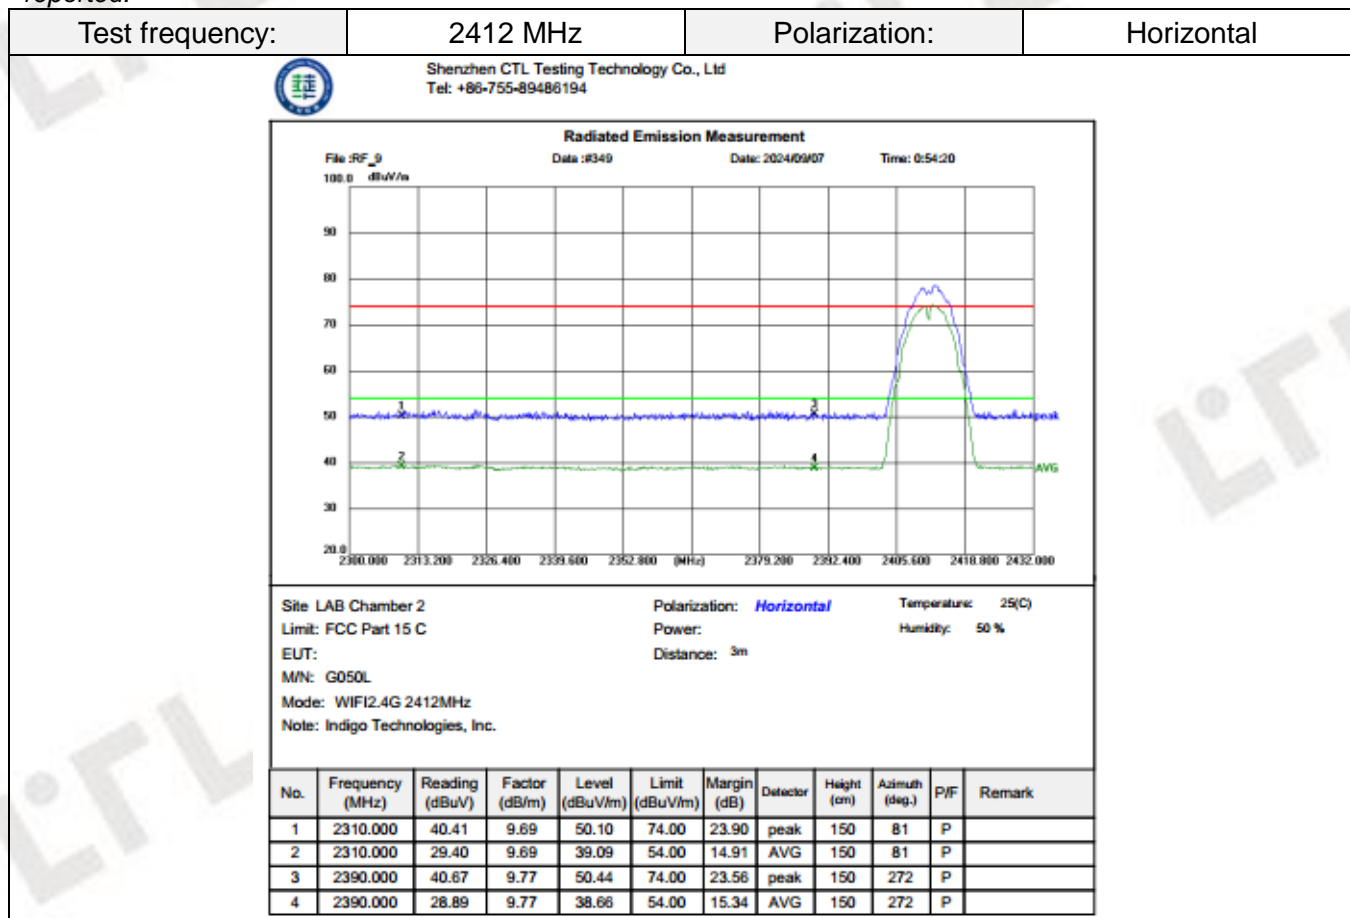 reported.
Test frequency: 2412 MHz Polarization: Horizontal
Shenzhen CTL Testing Technology Co., Ltd
Tel: +86-755-89486194
Radiated Emission Measurement
File :RF_9 Data :#349 Date: 2024/09/07 Time: 0:54:20
100.0 dBuV/m
90
80
70
60
1 3
50 peak
2 4
40 AVG
30
20.0
2300.000 2313.200 2326.400 2339.600 2352.800 (MHz) 2379.200 2392.400 2405.600 2418.800 2432.000
Site LAB Chamber 2 Polarization: Horizontal Temperature: 25(C)
Limit: FCC Part 15 C Power: Humidity: 50 %
EUT: Distance: 3m
M/N: G050L
Mode: WIFI2.4G 2412MHz
Note: Indigo Technologies, Inc.
No. Frequency (MHz) Reading (dBuV) Factor (dB/m) Level (dBuV/m) Limit (dBuV/m) Margin (dB) Detector Height (cm) Azimuth (deg.) P/F Remark
1 2310.000 40.41 9.69 50.10 74.00 23.90 peak 150 81 P
2 2310.000 29.40 9.69 39.09 54.00 14.91 AVG 150 81 P
3 2390.000 40.67 9.77 50.44 74.00 23.56 peak 150 272 P
4 2390.000 28.89 9.77 38.66 54.00 15.34 AVG 150 272 P